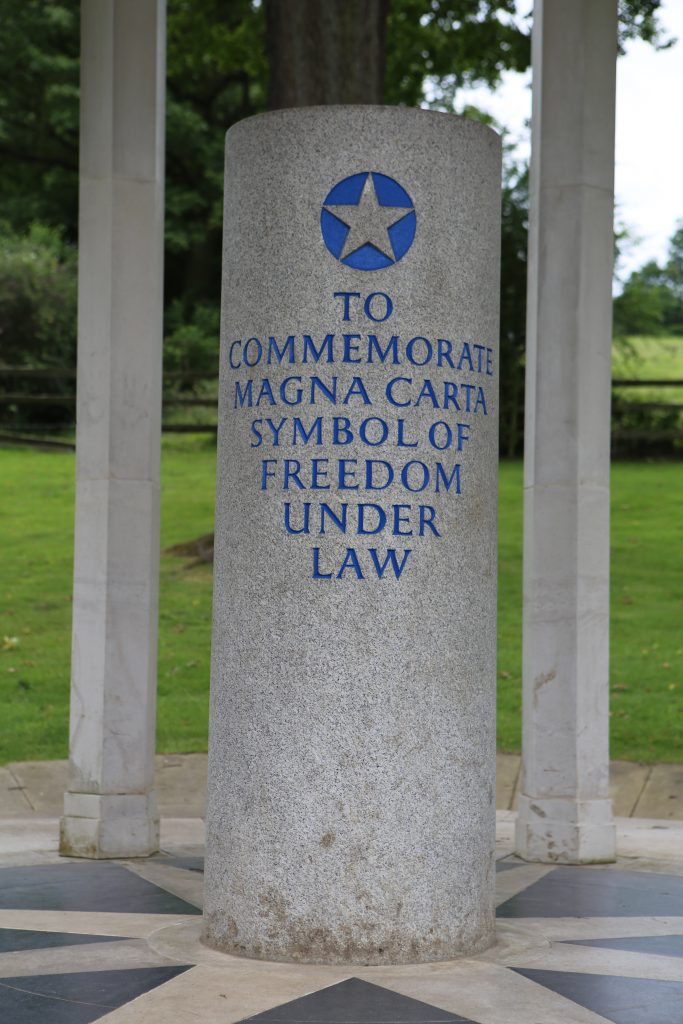 TO
COMMEMORATE
MAGNA CARTA
SYMBOL OF
FREEDOM
UNDER
LAW